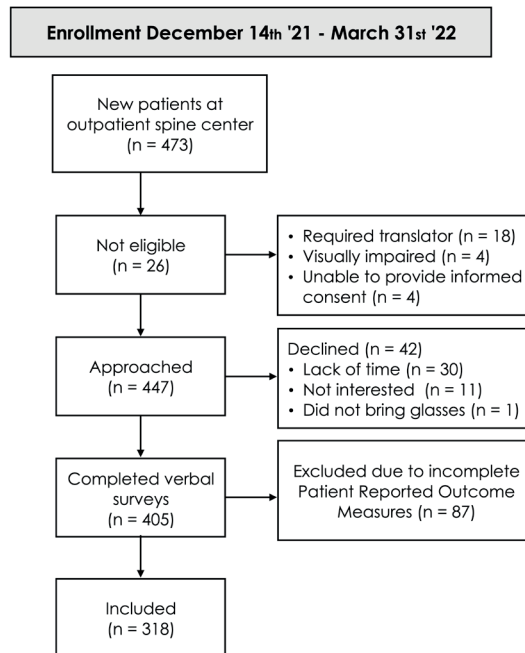 Enrollment December 14th '21 - March 31st '22
New patients at
outpatient spine center
(n = 473)
Not eligible
(n = 26)
• Required translator (n = 18)
• Visually impaired (n = 4)
• Unable to provide informed
consent (n = 4)
Approached
(n = 447)
Declined (n = 42)
• Lack of time (n = 30)
• Not interested (n = 11)
• Did not bring glasses (n = 1)
Completed verbal
surveys
(n = 405)
Excluded due to incomplete
Patient Reported Outcome
Measures (n = 87)
Included
(n = 318)